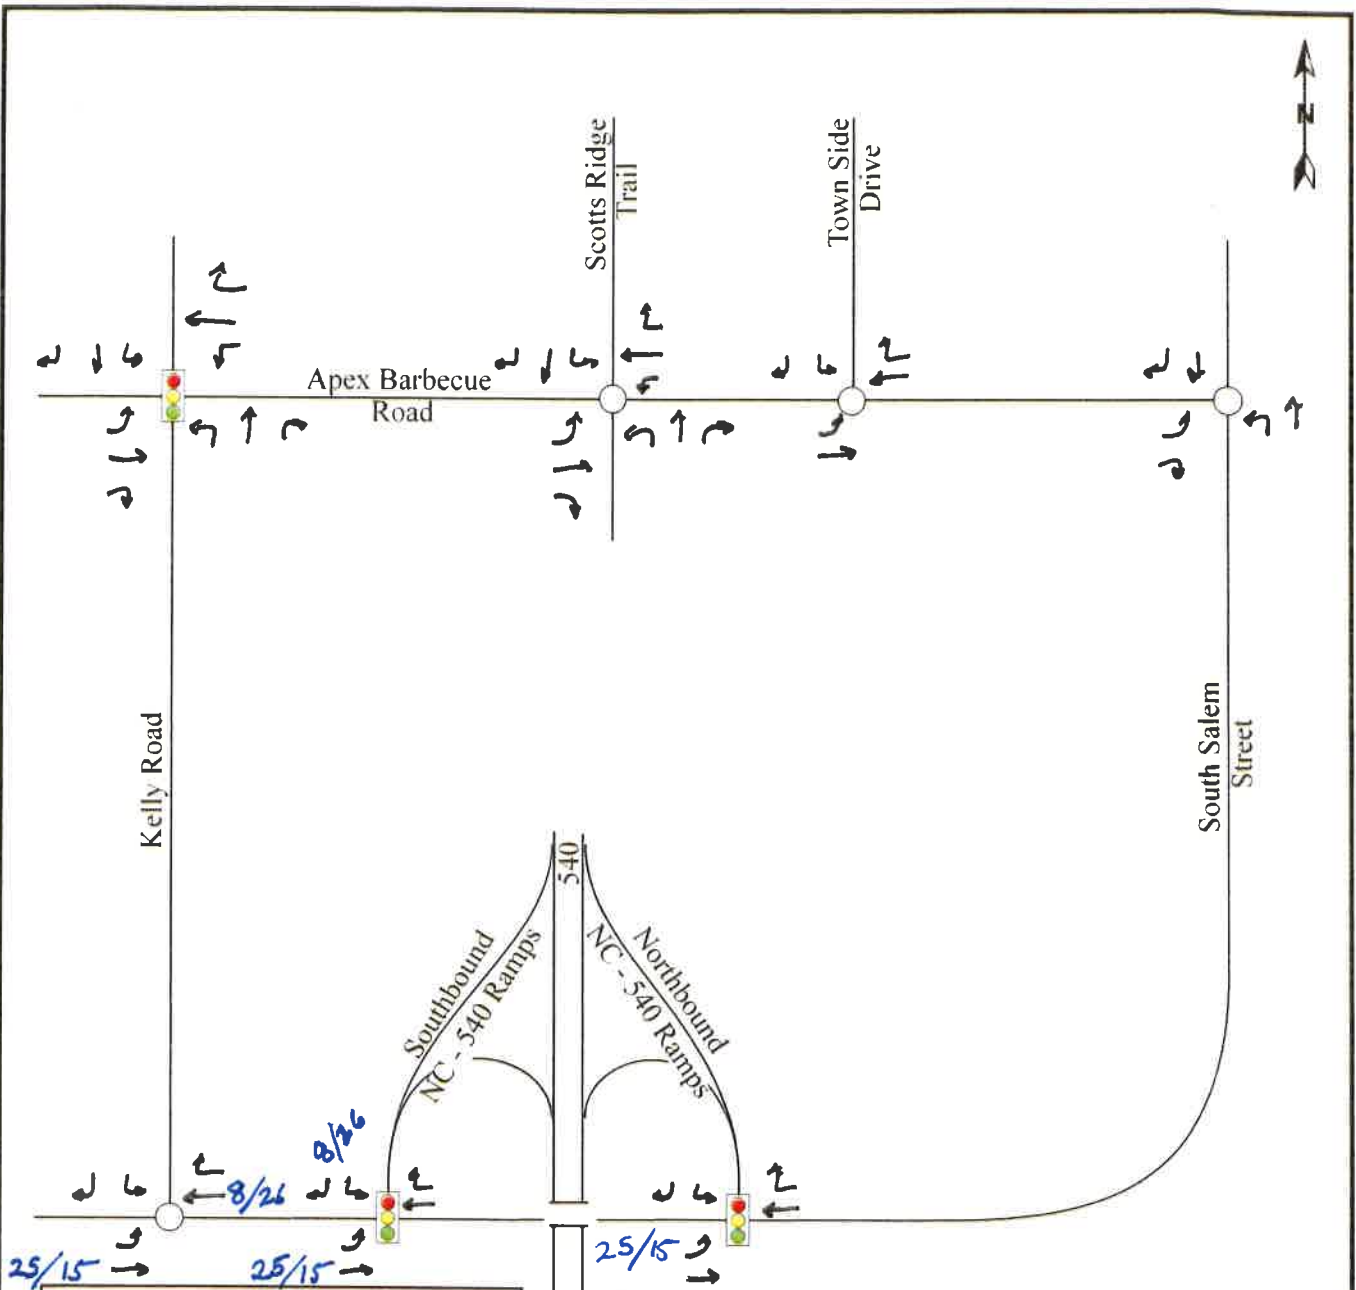 N
Scotts Ridge
Trail
Town Side
Drive
Apex Barbecue
Road
Kelly Road
South Salem
Street
540
Southbound
NC - 540 Ramps
Northbound
NC - 540 Ramps
8/26
8/26
25/15
25/15
25/15